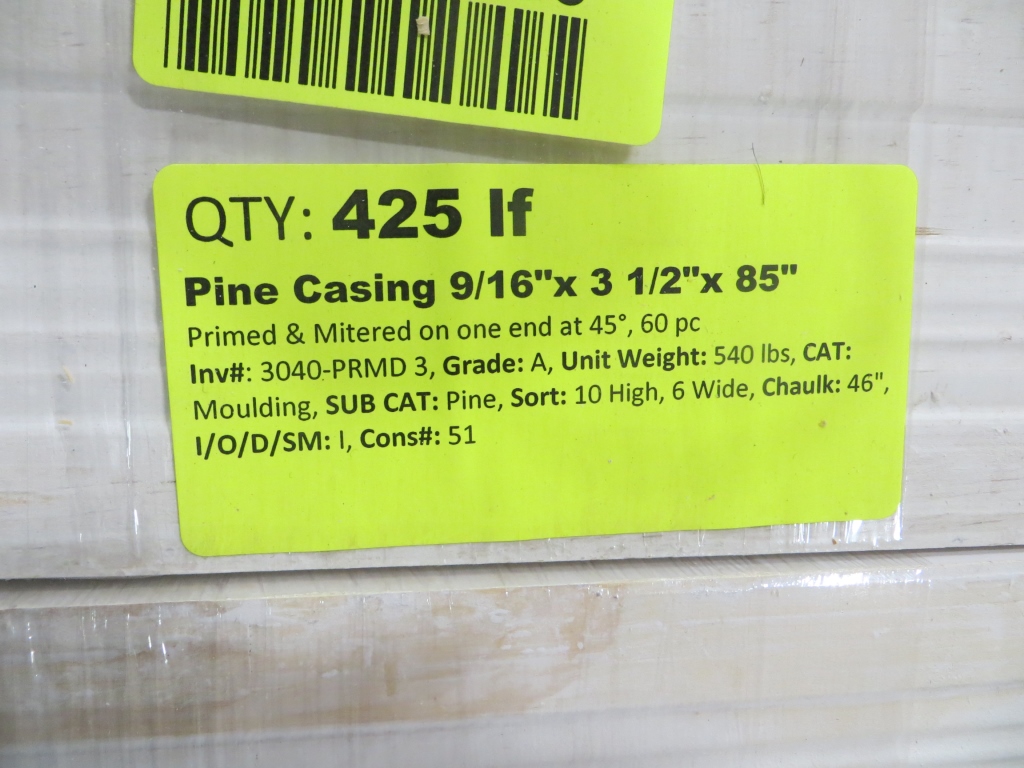 QTY: 425 lf
Pine Casing 9/16"x 3 1/2"x 85"
Primed & Mitered on one end at 45°, 60 pc
Inv#: 3040-PRMD 3, Grade: A, Unit Weight: 540 lbs, CAT:
Moulding, SUB CAT: Pine, Sort: 10 High, 6 Wide, Chaulk: 46",
I/O/D/SM: I, Cons#: 51